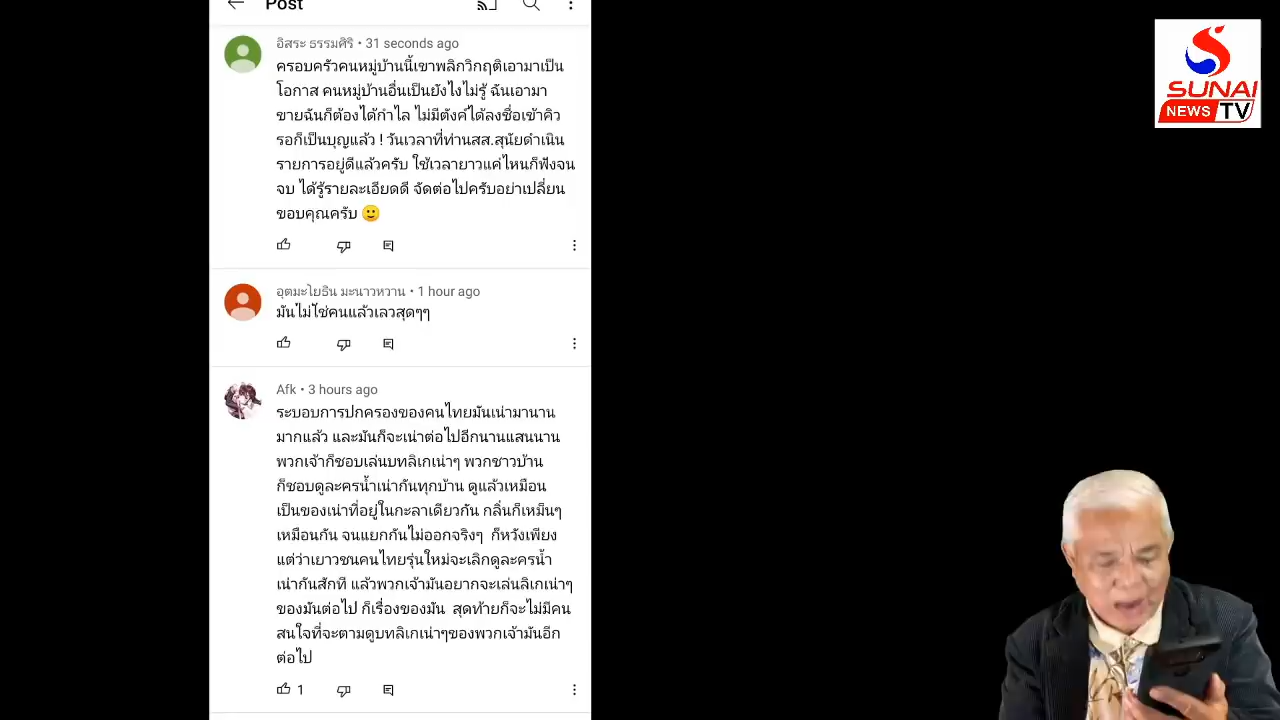 Post
อิสระ ธรรมศิริ • 31 seconds ago
ครอบครัวคนหมู่บ้านนี้เขาพลิกวิกฤติเอามาเป็น
โอกาส คนหมู่บ้านอื่นเป็นยังไงไม่รู้ ฉันเอามา
ขายฉันก็ต้องได้กำไล ไม่มีตังค์ได้ลงชื่อเข้าคิว
รอก็เป็นบุญแล้ว ! วันเวลาที่ท่านสส.สุนัยดำเนิน
รายการอยู่ดีแล้วครับ ใช้เวลายาวแค่ไหนก็ฟังจน
จบ ได้รู้รายละเอียดดี จัดต่อไปครับอย่าเปลี่ยน
ขอบคุณครับ 🙂
อุตมะโยธิน มะนาวหวาน • 1 hour ago
มันไม่ใช่คนแล้วเลวสุดๆๆ
Afk • 3 hours ago
ระบอบการปกครองของคนไทยมันเน่ามานาน
มากแล้ว และมันก็จะเน่าต่อไปอีกนานแสนนาน
พวกเจ้าก็ชอบเล่นบทลิเกเน่าๆ พวกชาวบ้าน
ก็ชอบดูละครน้ำเน่ากันทุกบ้าน ดูแล้วเหมือน
เป็นของเน่าที่อยู่ในกะลาเดียวกัน กลิ่นก็เหม็นๆ
เหมือนกัน จนแยกกันไม่ออกจริงๆ ก็หวังเพียง
แต่ว่าเยาวชนคนไทยรุ่นใหม่จะเลิกดูละครน้ำ
เน่ากันสักที แล้วพวกเจ้ามันอยากจะเล่นลิเกเน่าๆ
ของมันต่อไป ก็เรื่องของมัน สุดท้ายก็จะไม่มีคน
สนใจที่จะตามดูบทลิเกเน่าๆของพวกเจ้ามันอีก
ต่อไป
1
SUNAI
NEWS TV